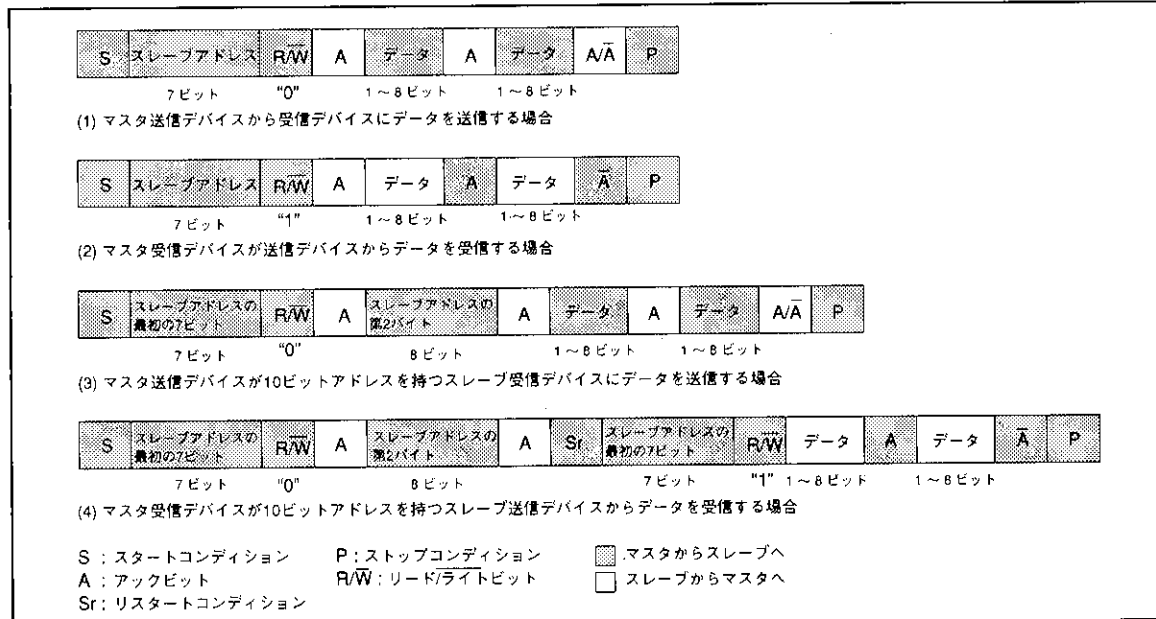 S スレーブアドレス R/W̅ A データ A データ A/A̅ P
7ビット "0" 1～8ビット 1～8ビット
(1) マスタ送信デバイスから受信デバイスにデータを送信する場合
S スレーブアドレス R/W̅ A データ A データ A̅ P
7ビット "1" 1～8ビット 1～8ビット
(2) マスタ受信デバイスが送信デバイスからデータを受信する場合
S スレーブアドレスの最初の7ビット R/W̅ A スレーブアドレスの第2バイト A データ A データ A/A̅ P
7ビット "0" 8ビット 1～8ビット 1～8ビット
(3) マスタ送信デバイスが10ビットアドレスを持つスレーブ受信デバイスにデータを送信する場合
S スレーブアドレスの最初の7ビット R/W̅ A スレーブアドレスの第2バイト A Sr スレーブアドレスの最初の7ビット R/W̅ データ A データ A̅ P
7ビット "0" 8ビット 7ビット "1" 1～8ビット 1～8ビット
(4) マスタ受信デバイスが10ビットアドレスを持つスレーブ送信デバイスからデータを受信する場合
S：スタートコンディション P：ストップコンディション マスタからスレーブへ
A：アックビット R/W̅：リード/ライトビット スレーブからマスタへ
Sr：リスタートコンディション